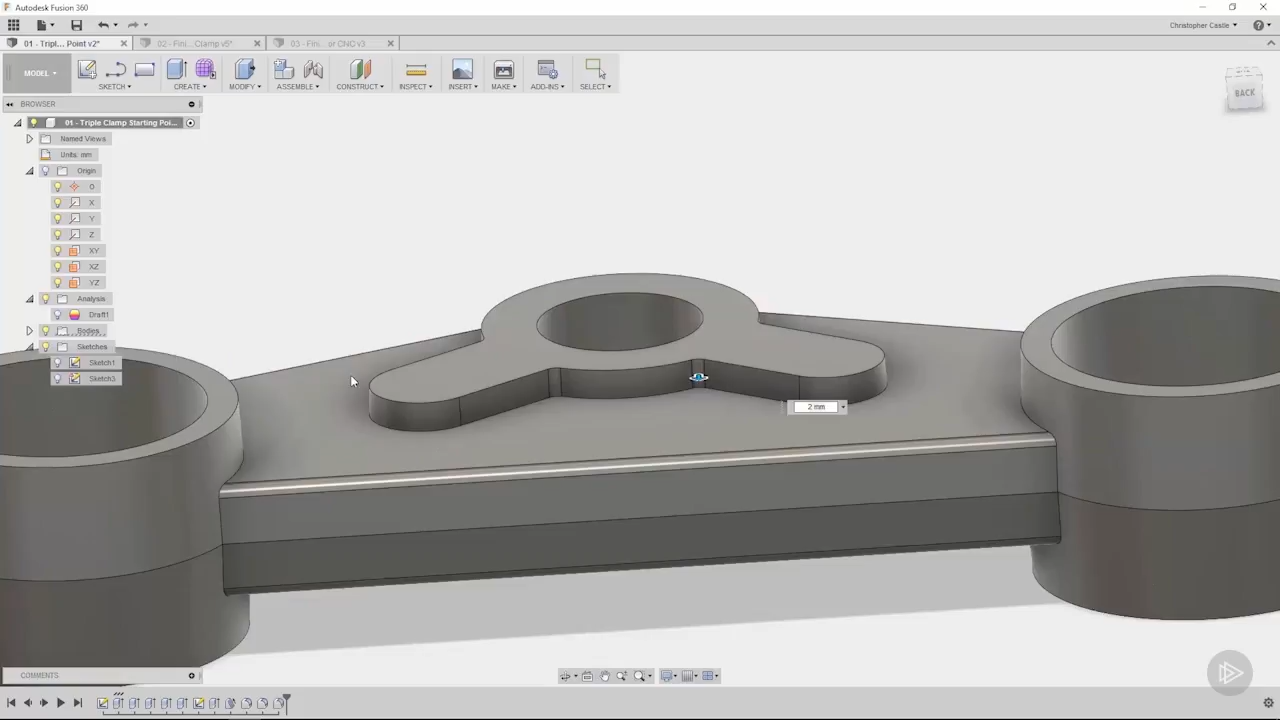 Autodesk Fusion 360
Christopher Castle
01 - Tripl... Point v2*
02 - Fini... Clamp v5*
03 - Fin... or CNC v3
MODEL
SKETCH
CREATE
MODIFY
ASSEMBLE
CONSTRUCT
INSPECT
INSERT
MAKE
ADD-INS
SELECT
BACK
BROWSER
01 - Triple Clamp Starting Poi...
Named Views
Units: mm
Origin
O
X
Y
Z
XY
XZ
YZ
Analysis
Draft1
Bodies
Sketches
Sketch1
Sketch3
2 mm
COMMENTS